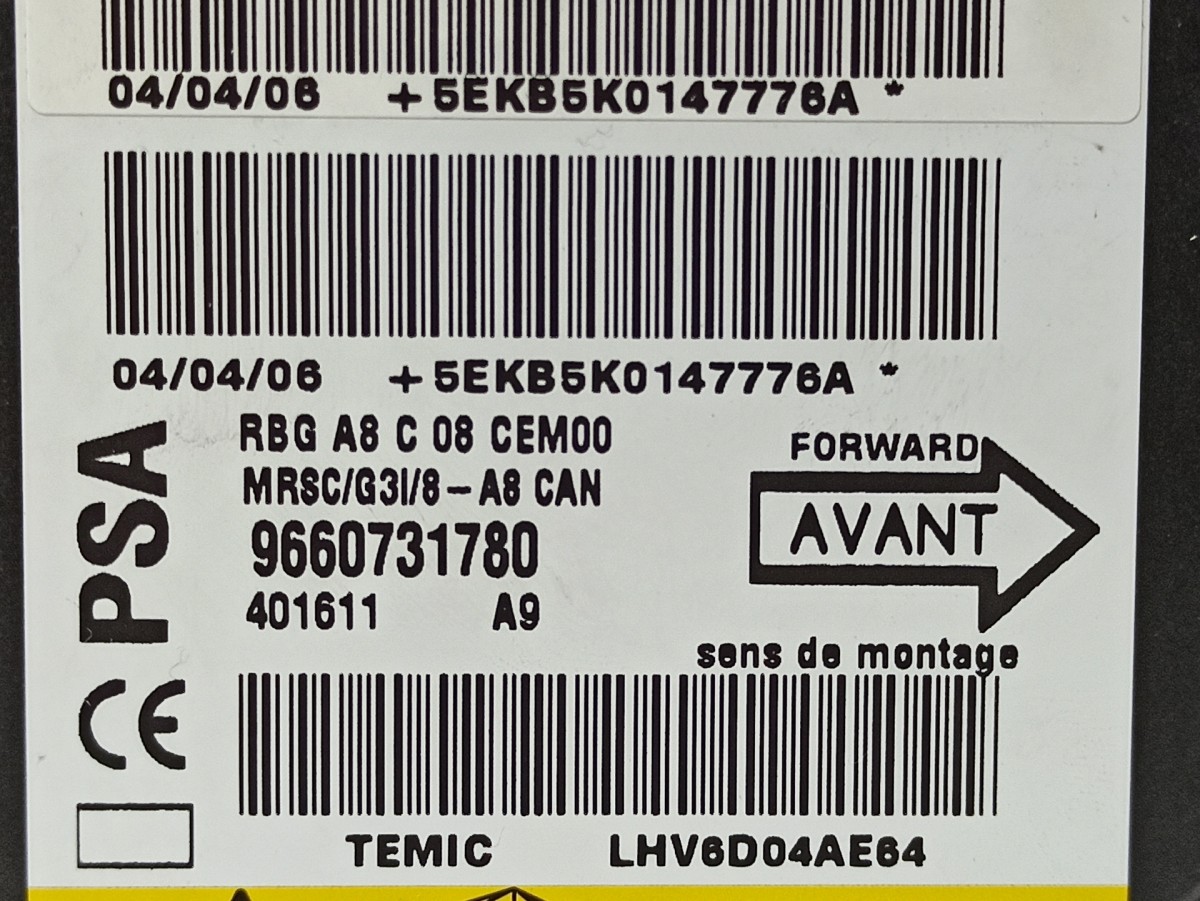 04/04/06 +5EKB5K0147776A *
04/04/06 +5EKB5K0147776A *
PSA
RBG A8 C 08 CEM00
MRSC/G3I/8-A8 CAN
9660731780
401611 A9
FORWARD
AVANT
sens de montage
CE
TEMIC LHV6D04AE64